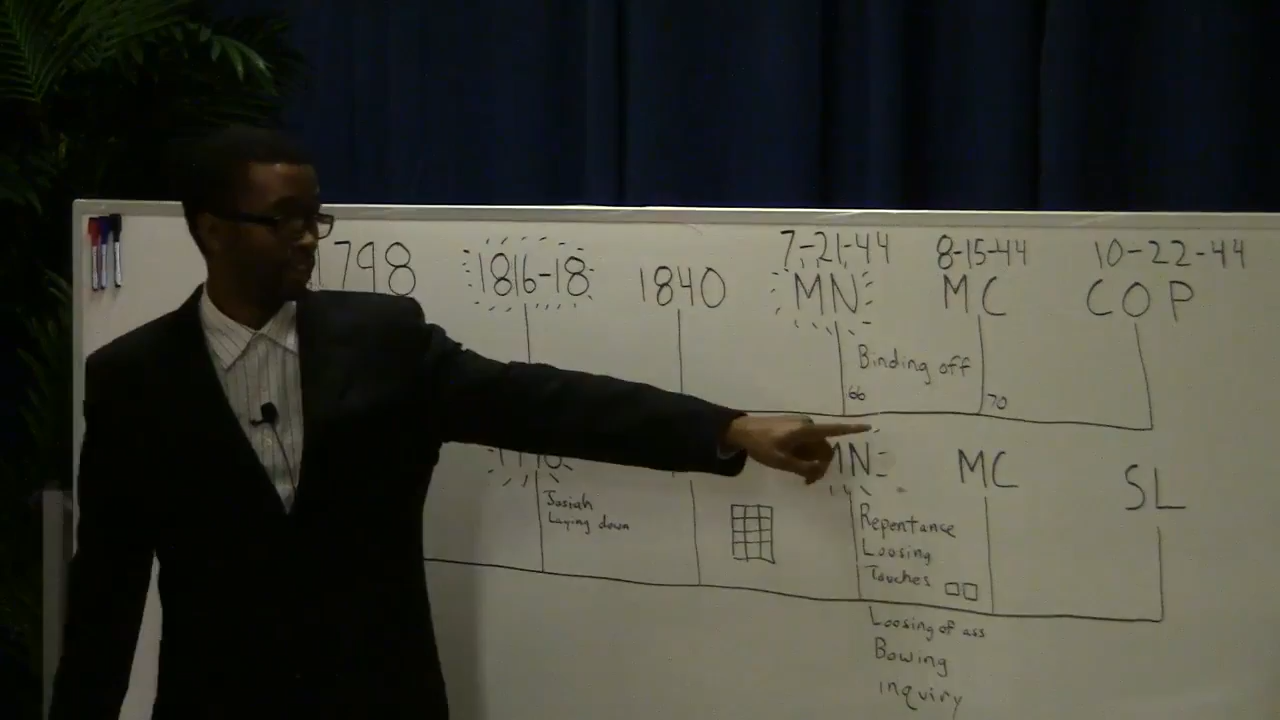 7-21-44 8-15-44 10-22-44
1798 1816-18 1840 MN MC COP
Binding off
66 70
MN MC SL
Josiah
Laying down
Repentance
Loosing
Touches
Loosing of ass
Bowing
inquiry